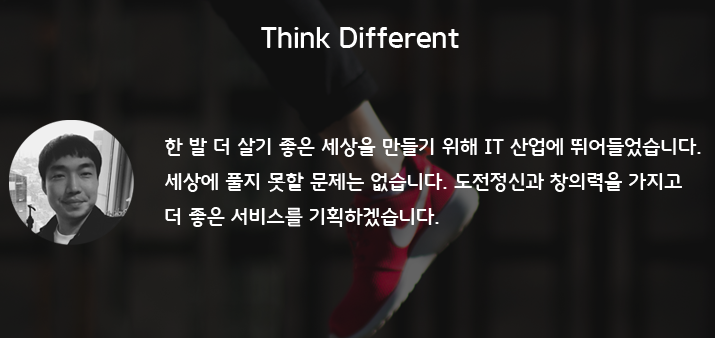 Think Different
한 발 더 살기 좋은 세상을 만들기 위해 IT 산업에 뛰어들었습니다.
세상에 풀지 못할 문제는 없습니다. 도전정신과 창의력을 가지고
더 좋은 서비스를 기획하겠습니다.